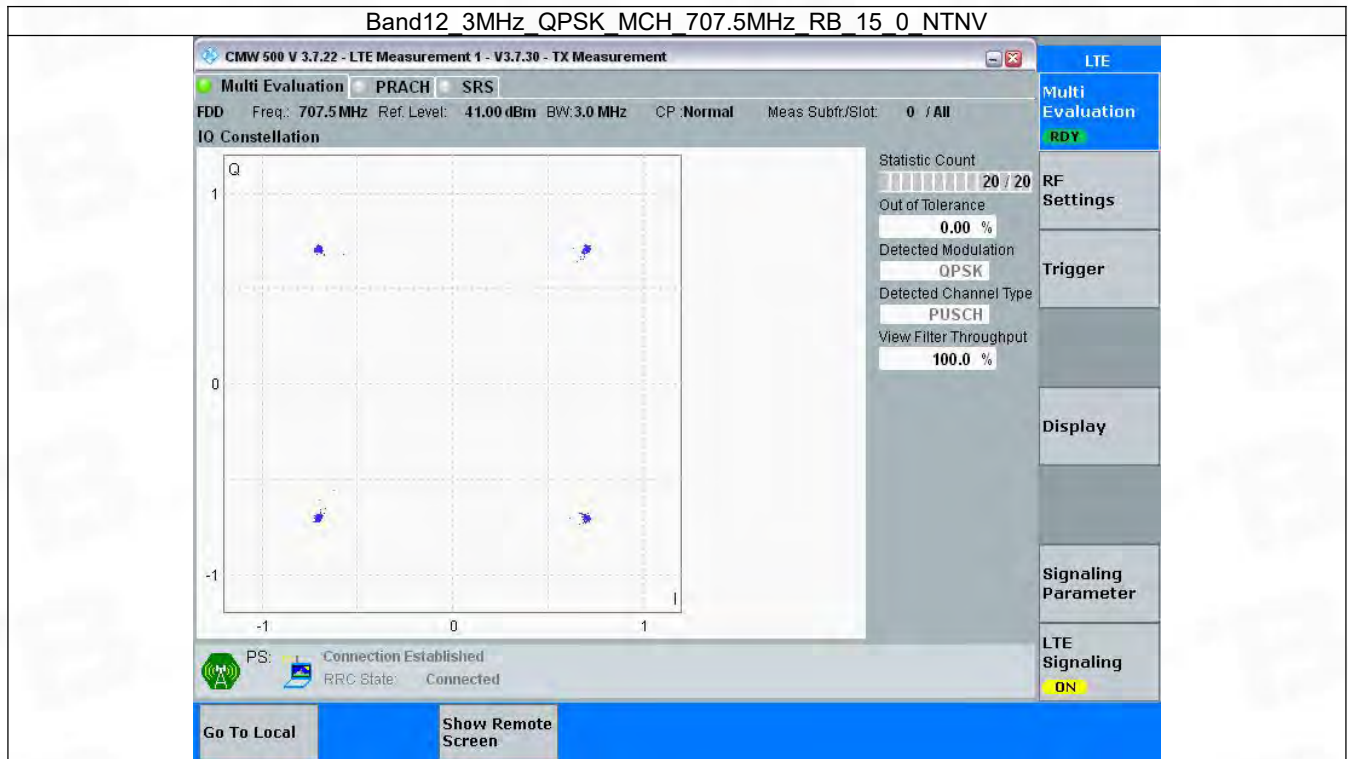 Band12_3MHz_QPSK_MCH_707.5MHz_RB_15_0_NTNV
CMW 500 V 3.7.22 - LTE Measurement 1 - V3.7.30 - TX Measurement
LTE
Multi Evaluation PRACH SRS
FDD Freq.: 707.5 MHz Ref. Level: 41.00 dBm BW: 3.0 MHz CP :Normal Meas Subfr./Slot: 0 / All
IQ Constellation
Q
1
0
-1
I
-1 0 1
Statistic Count
20 / 20
Out of Tolerance
0.00 %
Detected Modulation
QPSK
Detected Channel Type
PUSCH
View Filter Throughput
100.0 %
Multi
Evaluation
RDY
RF
Settings
Trigger
Display
Signaling
Parameter
LTE
Signaling
ON
PS: Connection Established
RRC State: Connected
Go To Local
Show Remote
Screen